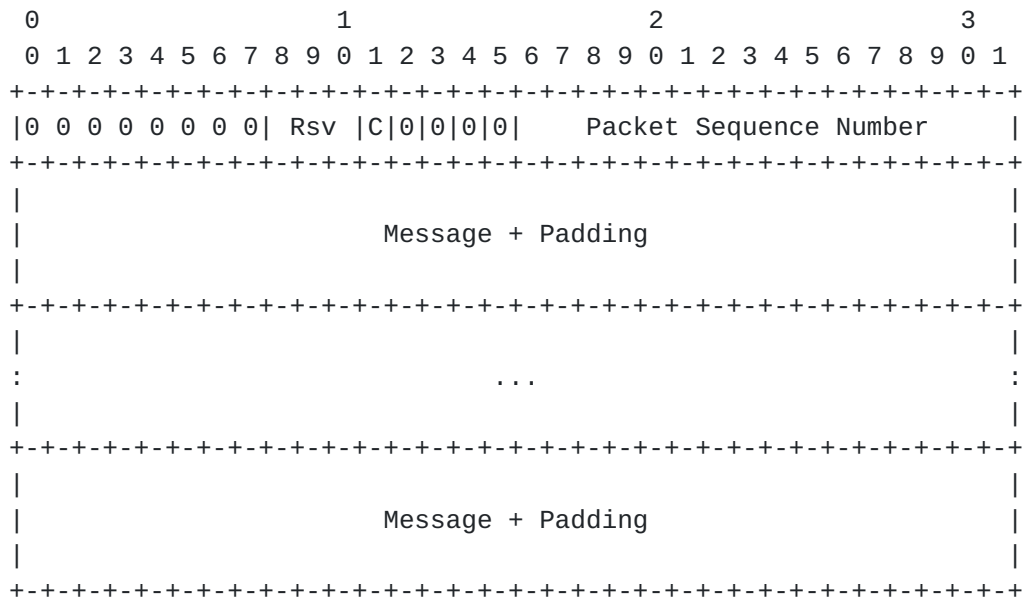 0                   1                   2                   3
 0 1 2 3 4 5 6 7 8 9 0 1 2 3 4 5 6 7 8 9 0 1 2 3 4 5 6 7 8 9 0 1
+-+-+-+-+-+-+-+-+-+-+-+-+-+-+-+-+-+-+-+-+-+-+-+-+-+-+-+-+-+-+-+-+
|0 0 0 0 0 0 0 0| Rsv |C|0|0|0|0|    Packet Sequence Number     |
+-+-+-+-+-+-+-+-+-+-+-+-+-+-+-+-+-+-+-+-+-+-+-+-+-+-+-+-+-+-+-+-+
|                                                               |
|                       Message + Padding                       |
|                                                               |
+-+-+-+-+-+-+-+-+-+-+-+-+-+-+-+-+-+-+-+-+-+-+-+-+-+-+-+-+-+-+-+-+
|                                                               |
:                              ...                              :
|                                                               |
+-+-+-+-+-+-+-+-+-+-+-+-+-+-+-+-+-+-+-+-+-+-+-+-+-+-+-+-+-+-+-+-+
|                                                               |
|                       Message + Padding                       |
|                                                               |
+-+-+-+-+-+-+-+-+-+-+-+-+-+-+-+-+-+-+-+-+-+-+-+-+-+-+-+-+-+-+-+-+